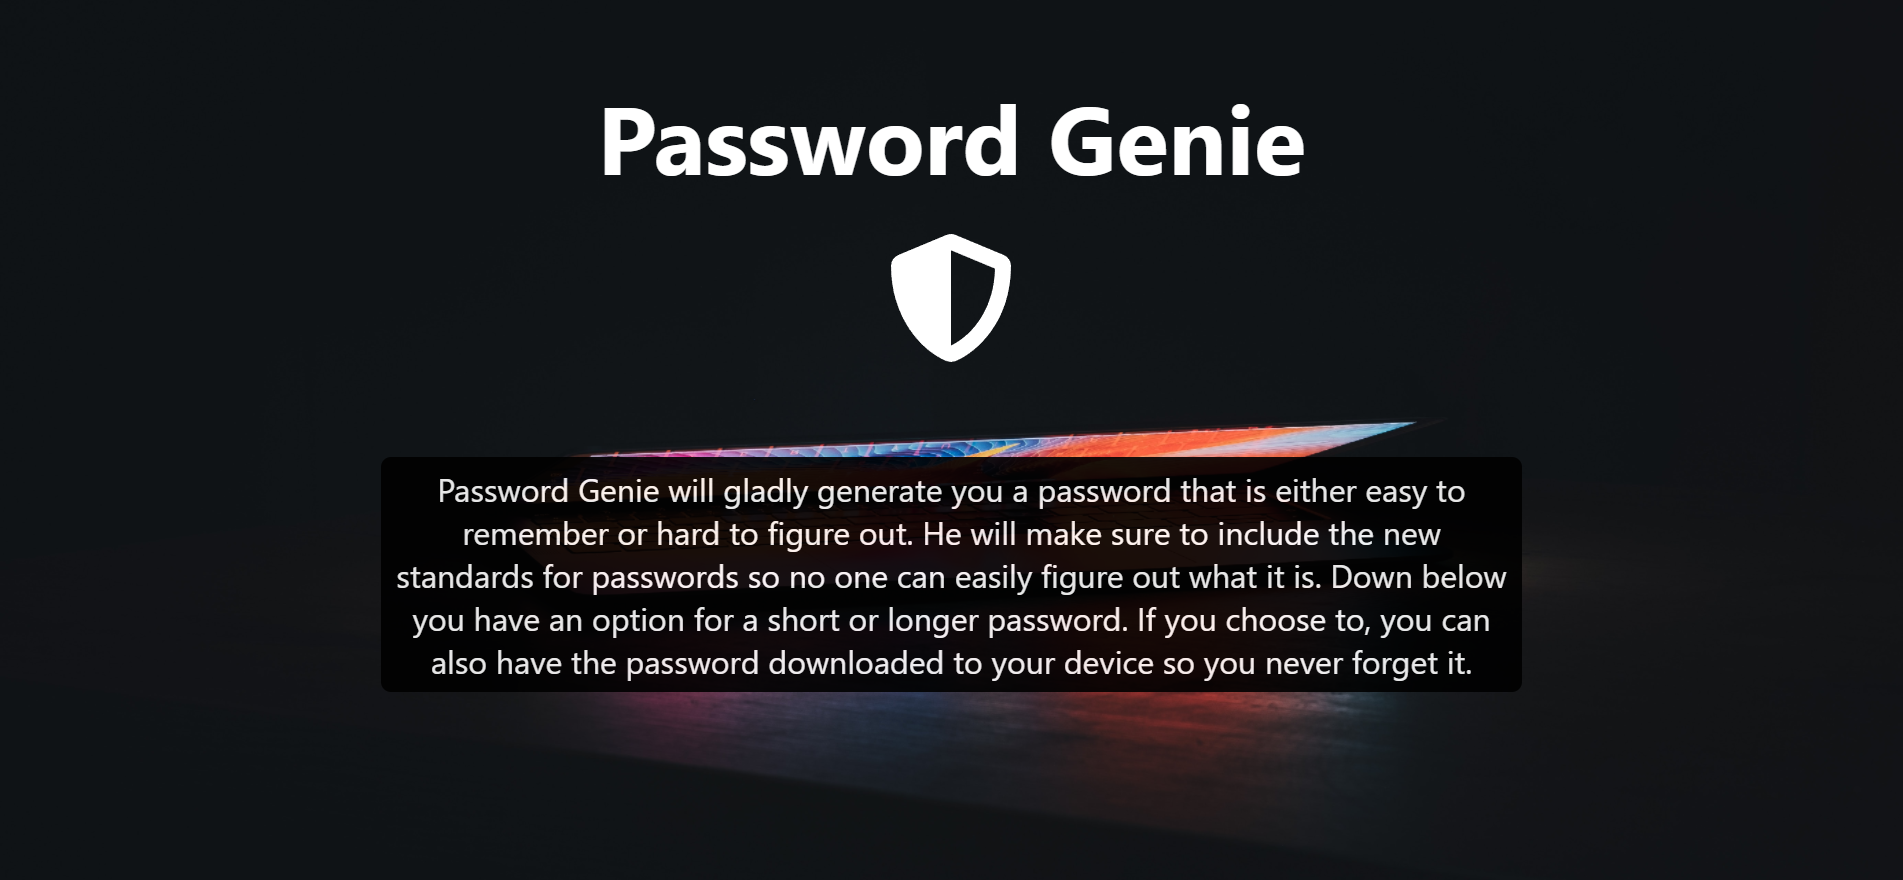 Password Genie
Password Genie will gladly generate you a password that is either easy to
remember or hard to figure out. He will make sure to include the new
standards for passwords so no one can easily figure out what it is. Down below
you have an option for a short or longer password. If you choose to, you can
also have the password downloaded to your device so you never forget it.